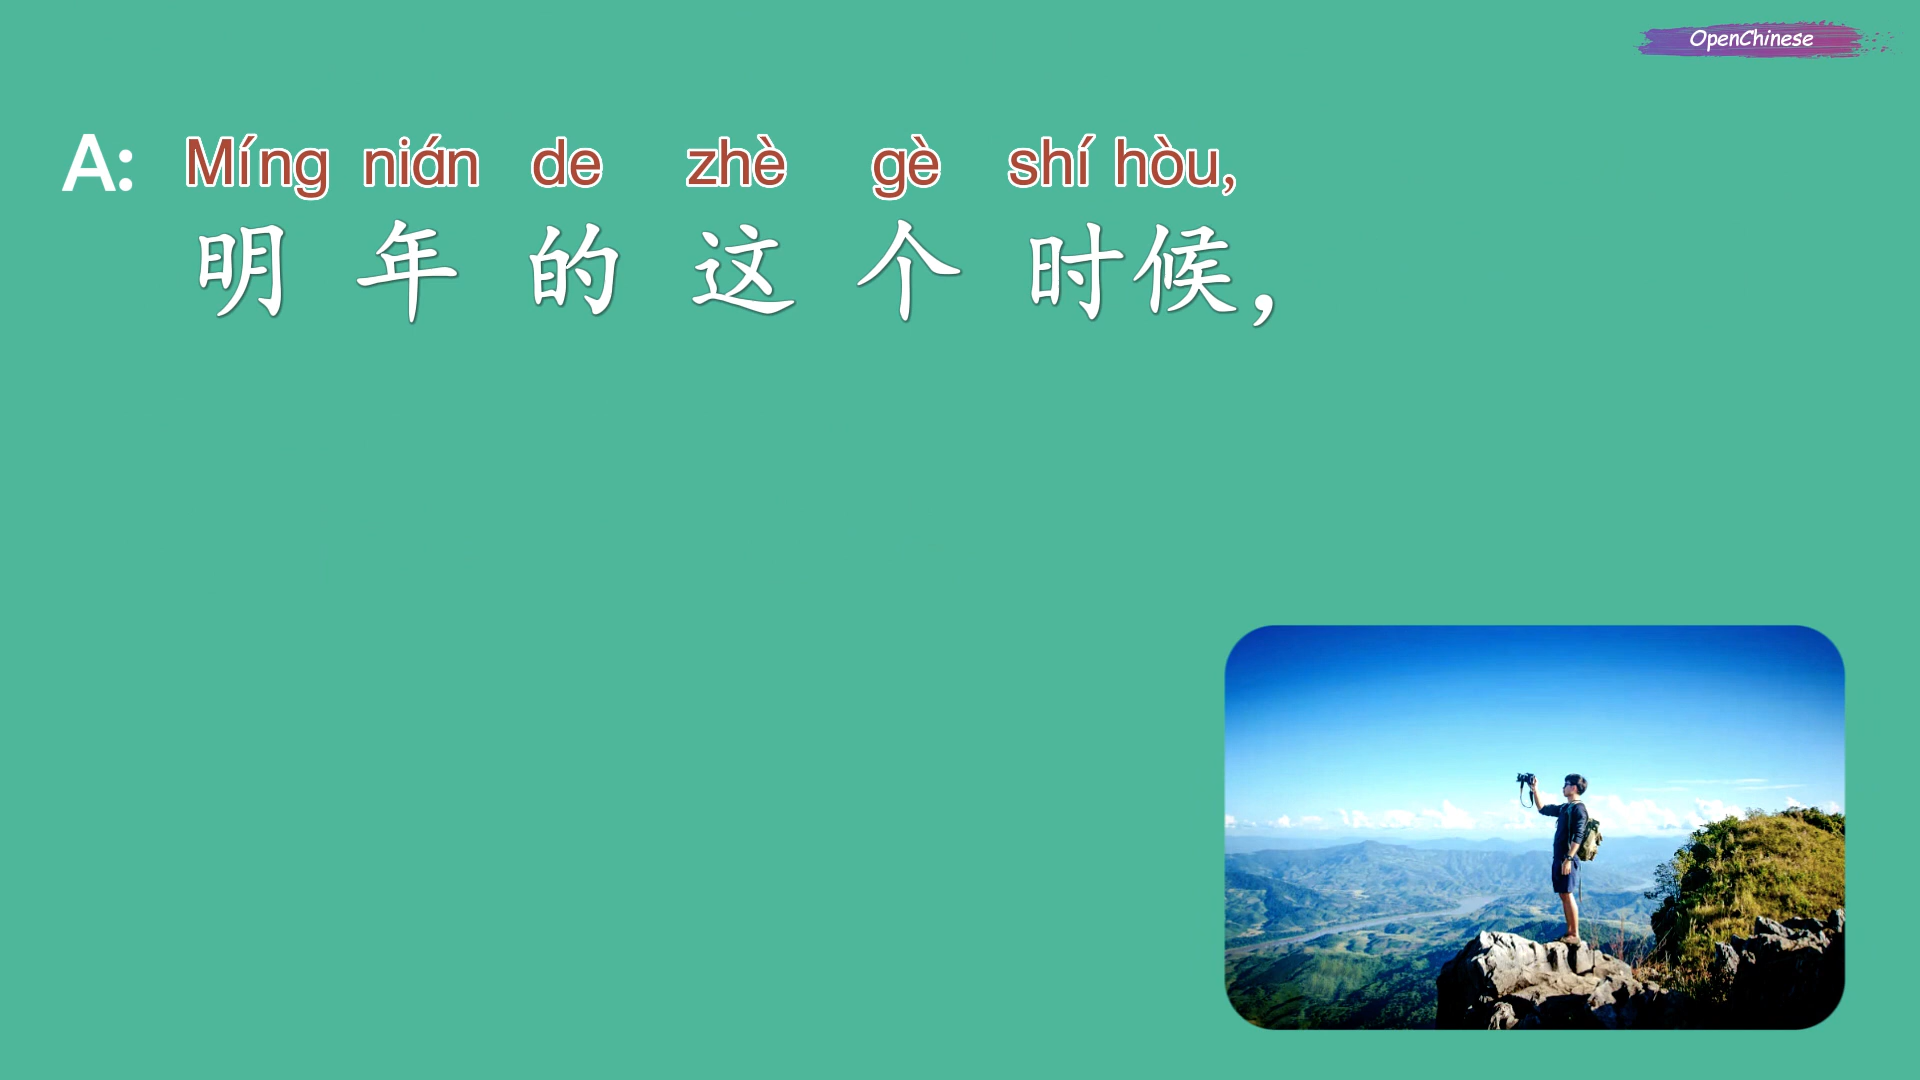 OpenChinese
A: Míng nián de zhè gè shí hòu,
明年的这个时候，